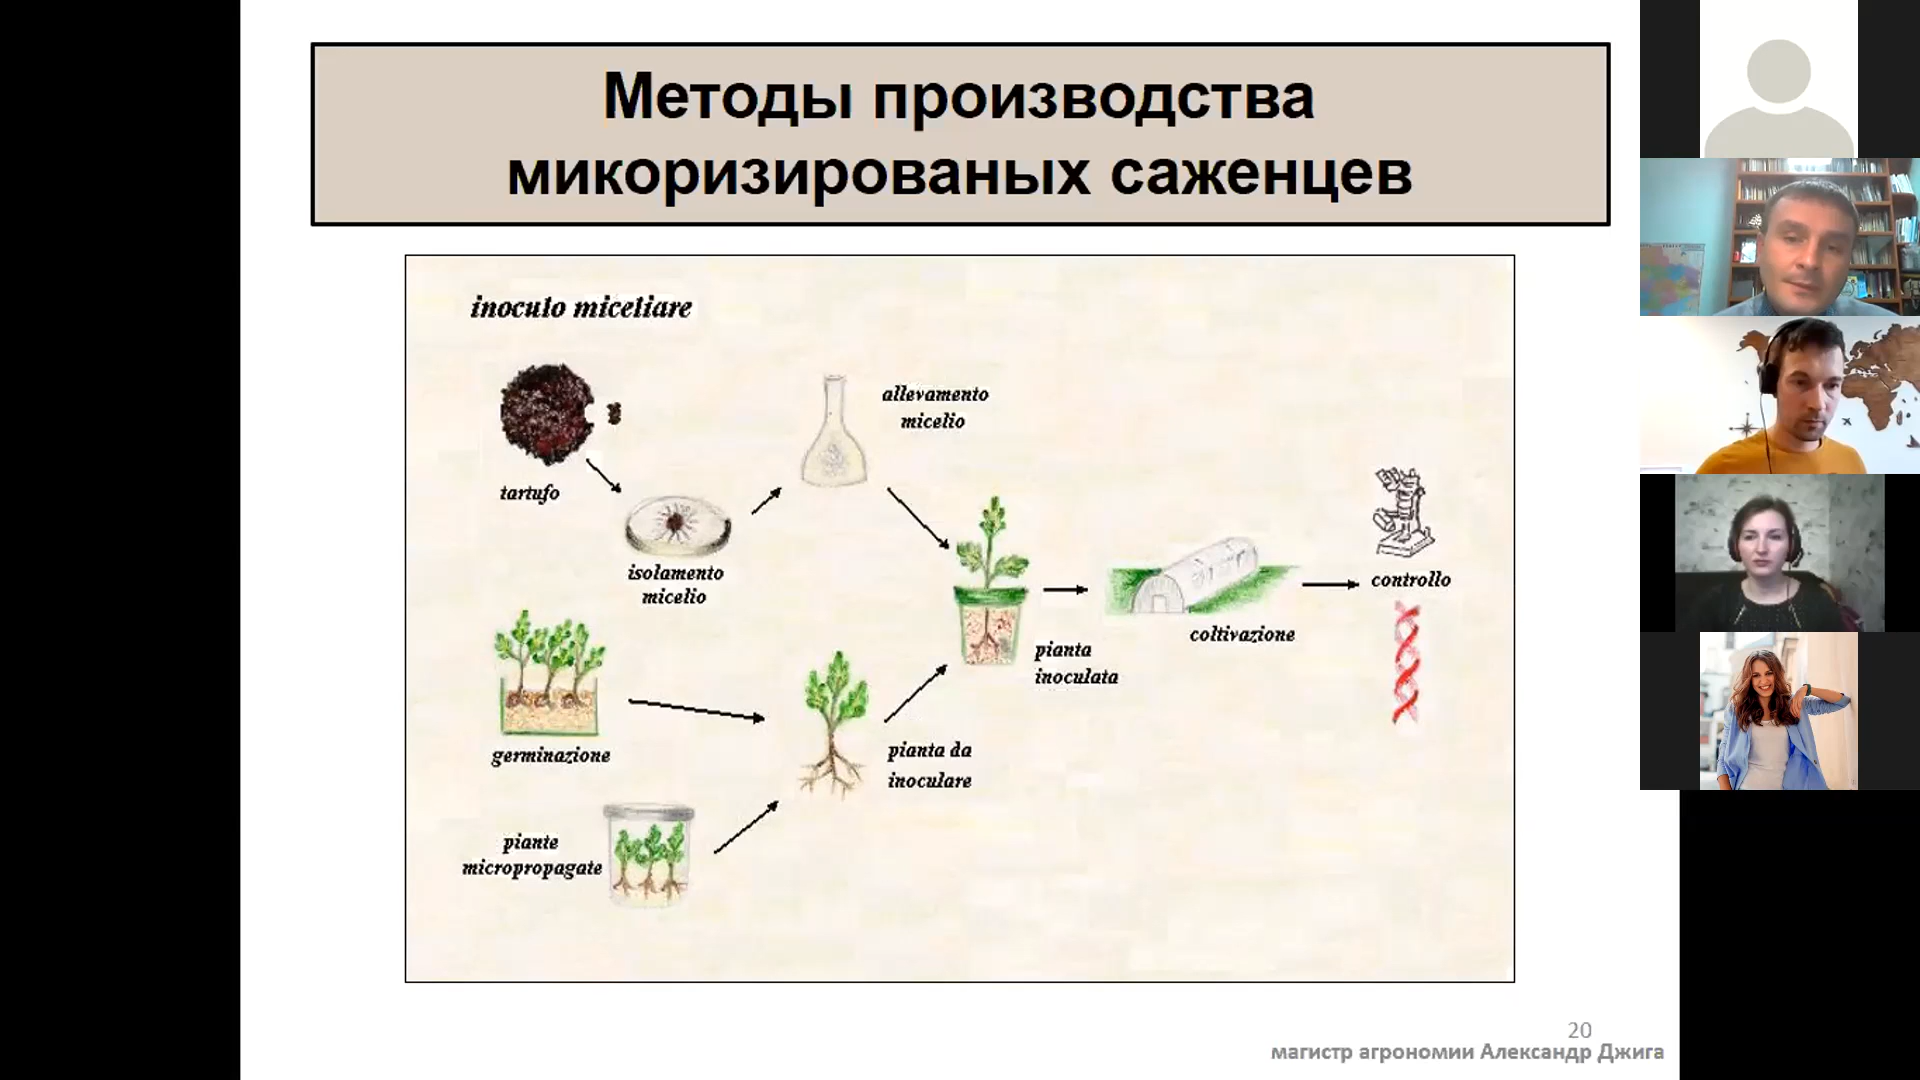 Методы производства
микоризированых саженцев
inoculo miceliare
allevamento
micelio
tartufo
isolamento
micelio
controllo
coltivazione
pianta
inoculata
germinazione
pianta da
inoculare
piante
micropropagate
20
магистр агрономии Александр Джига